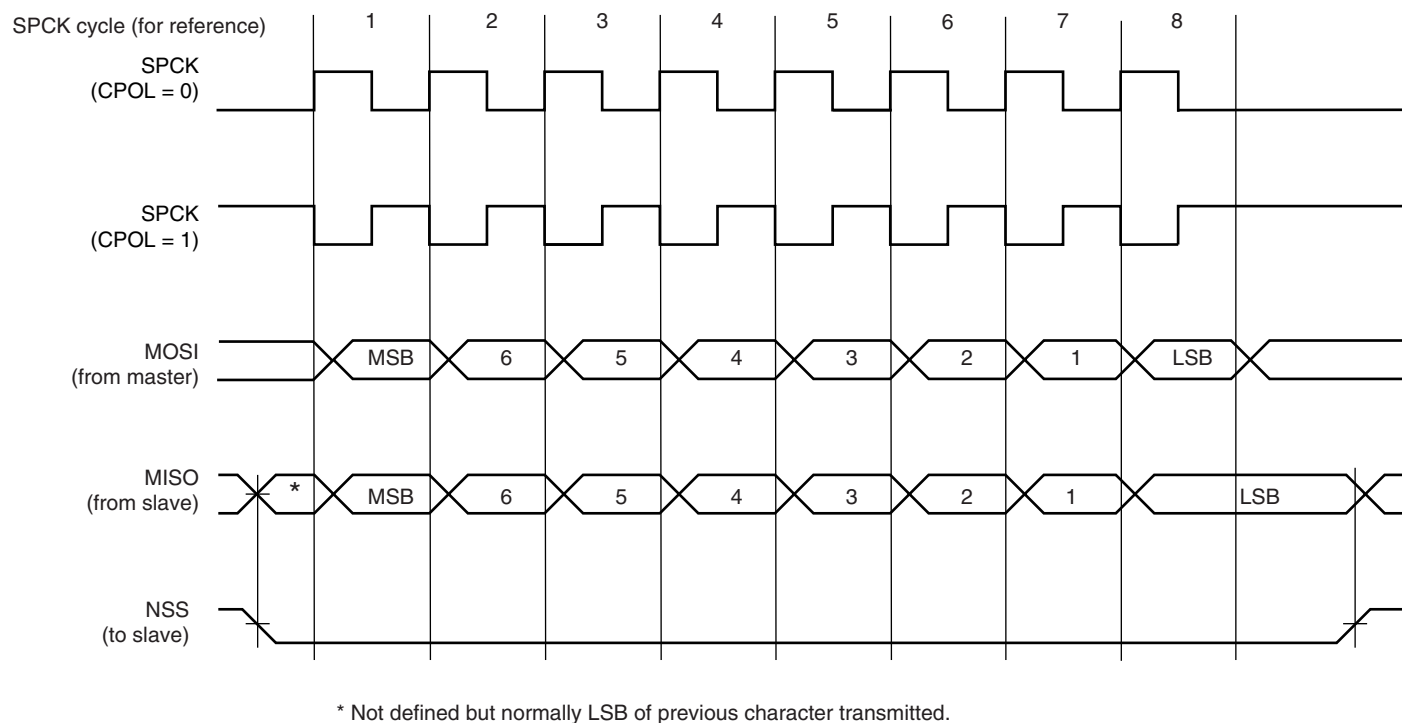 SPCK cycle (for reference) 1 2 3 4 5 6 7 8
SPCK
(CPOL = 0)
SPCK
(CPOL = 1)
MOSI
(from master)
MSB 6 5 4 3 2 1 LSB
MISO
(from slave)
* MSB 6 5 4 3 2 1 LSB
NSS
(to slave)
* Not defined but normally LSB of previous character transmitted.